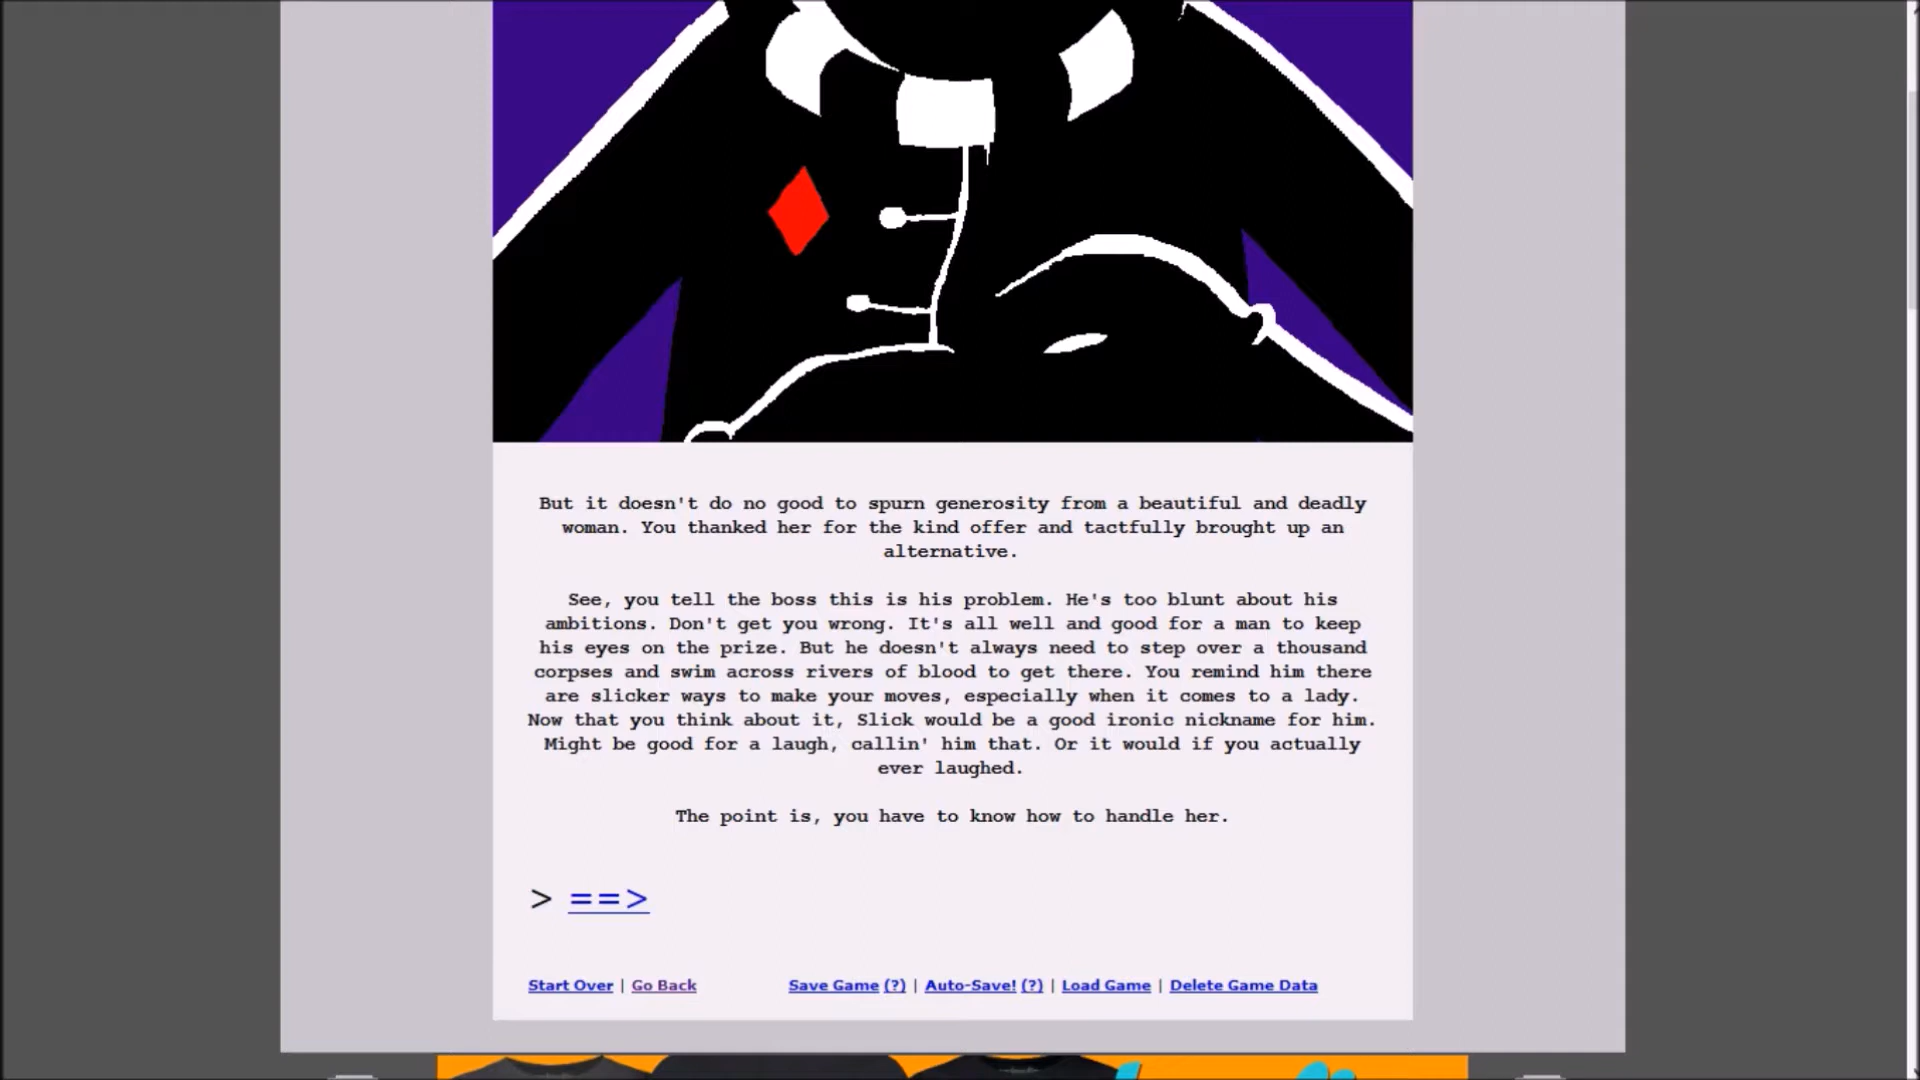 But it doesn't do no good to spurn generosity from a beautiful and deadly
woman. You thanked her for the kind offer and tactfully brought up an
alternative.
See, you tell the boss this is his problem. He's too blunt about his
ambitions. Don't get you wrong. It's all well and good for a man to keep
his eyes on the prize. But he doesn't always need to step over a thousand
corpses and swim across rivers of blood to get there. You remind him there
are slicker ways to make your moves, especially when it comes to a lady.
Now that you think about it, Slick would be a good ironic nickname for him.
Might be good for a laugh, callin' him that. Or it would if you actually
ever laughed.
The point is, you have to know how to handle her.
> ==>
Start Over | Go Back Save Game (?) | Auto-Save! (?) | Load Game | Delete Game Data